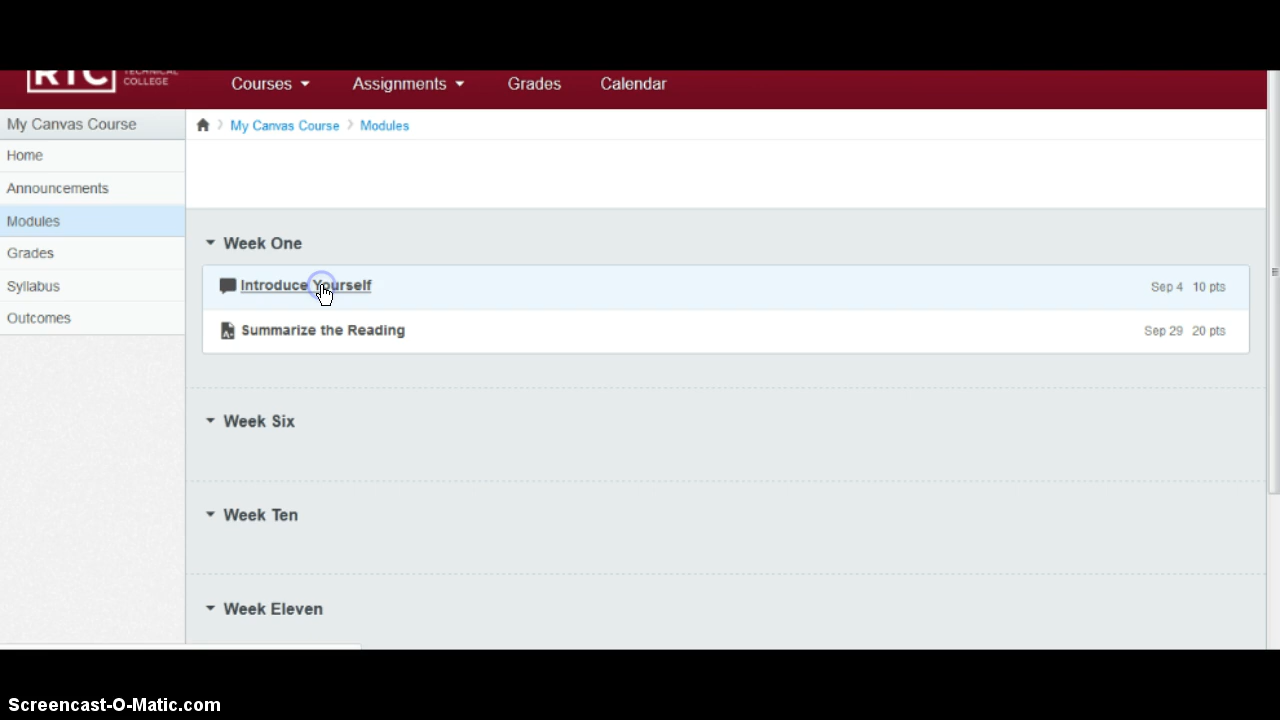 RTC TECHNICAL COLLEGE
Courses Assignments Grades Calendar
My Canvas Course
My Canvas Course Modules
Home
Announcements
Modules
Grades
Syllabus
Outcomes
Week One
Introduce Yourself Sep 4 10 pts
Summarize the Reading Sep 29 20 pts
Week Six
Week Ten
Week Eleven
Screencast-O-Matic.com